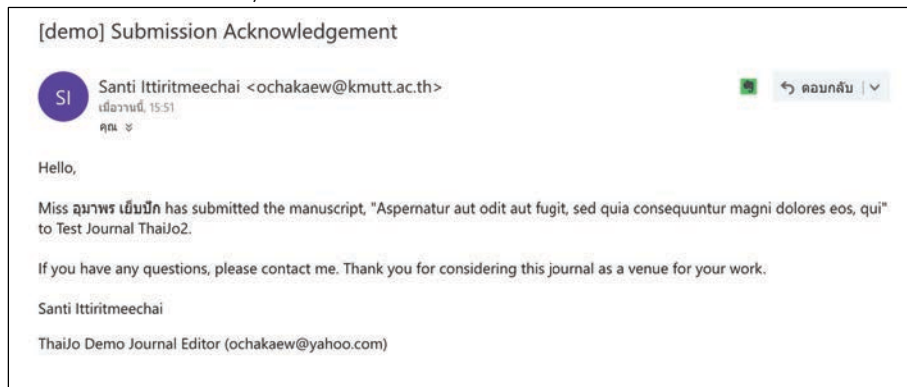 [demo] Submission Acknowledgement
SI
Santi Ittiritmeechai <ochakaew@kmutt.ac.th>
เมื่อวานนี้, 15:51
คุณ
ตอบกลับ
Hello,
Miss อุมาพร เย็บปัก has submitted the manuscript, "Aspernatur aut odit aut fugit, sed quia consequuntur magni dolores eos, qui"
to Test Journal ThaiJo2.
If you have any questions, please contact me. Thank you for considering this journal as a venue for your work.
Santi Ittiritmeechai
ThaiJo Demo Journal Editor (ochakaew@yahoo.com)